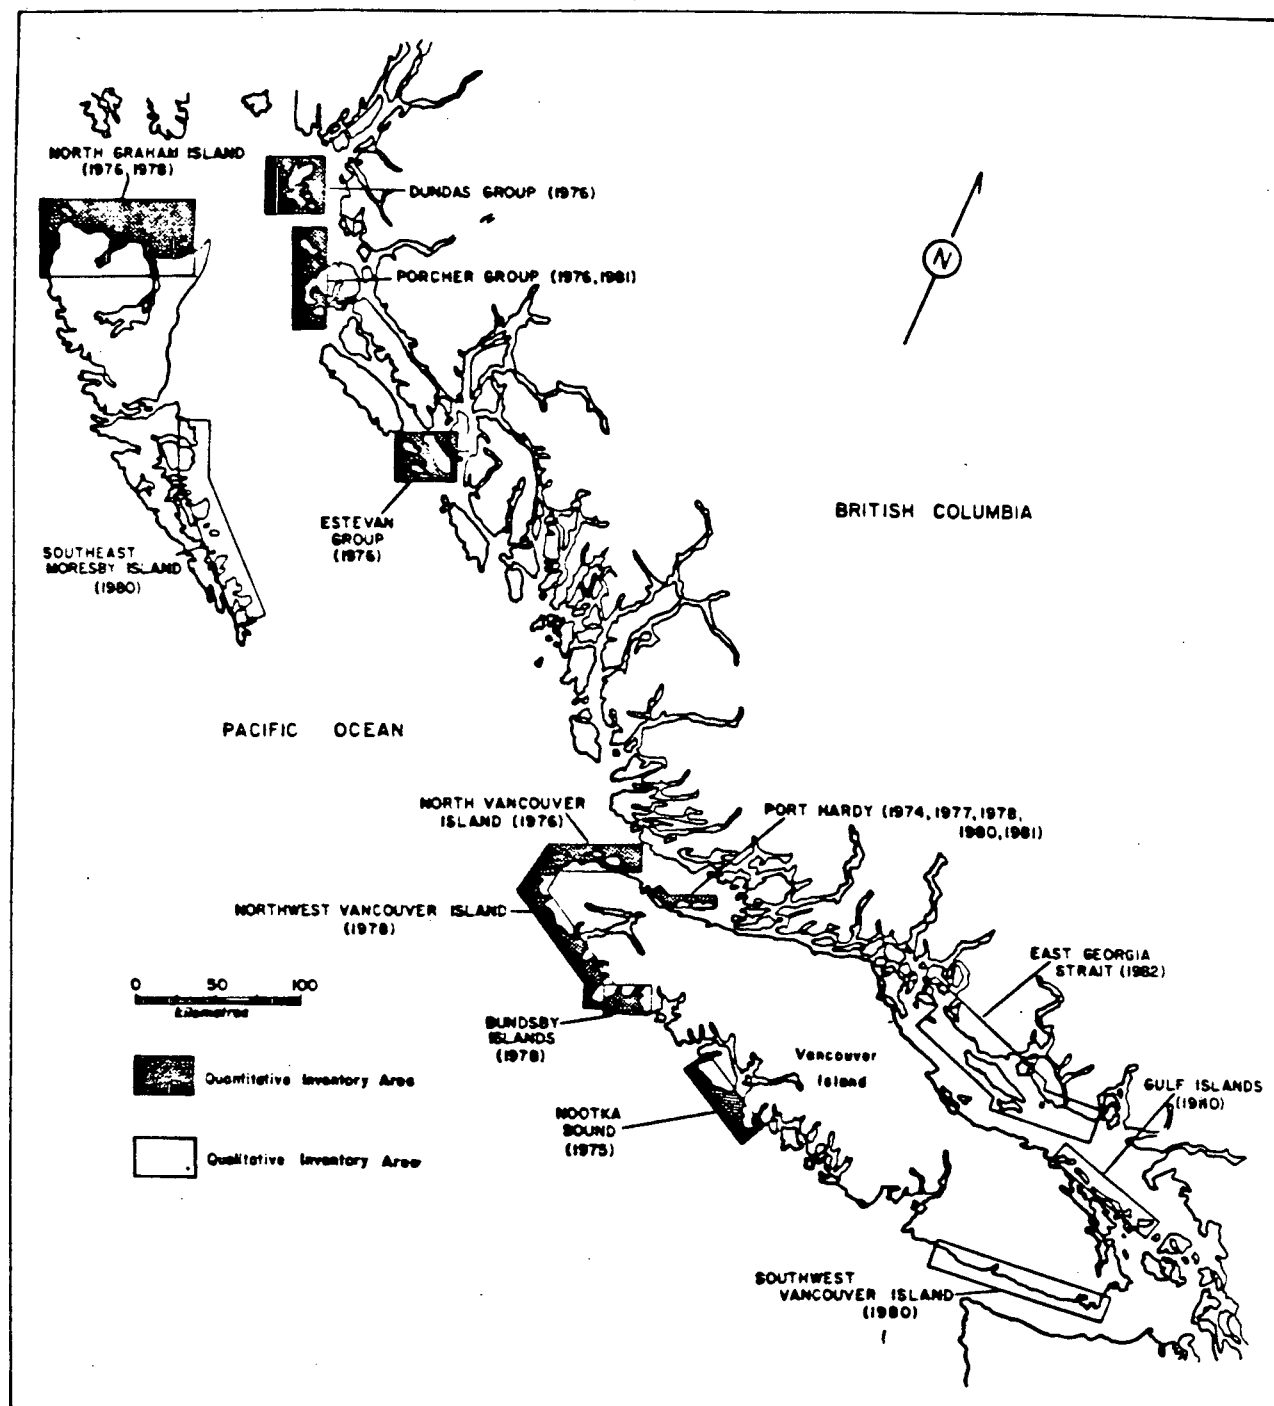 NORTH GRAHAM ISLAND
(1976, 1978)
DUNDAS GROUP (1976)
PORCHER GROUP (1976, 1981)
N
ESTEVAN
GROUP
(1976)
BRITISH COLUMBIA
SOUTHEAST
MORESBY ISLAND
(1980)
PACIFIC OCEAN
NORTH VANCOUVER
ISLAND (1976)
PORT HARDY (1974, 1977, 1978,
1980, 1981)
NORTHWEST VANCOUVER ISLAND
(1978)
EAST GEORGIA
STRAIT (1982)
0 50 100
Kilometres
BUNDSBY
ISLANDS
(1978)
Vancouver
Island
Quantitative Inventory Area
GULF ISLANDS
NOOTKA
SOUND
(1975)
Qualitative Inventory Area
SOUTHWEST
VANCOUVER ISLAND
(1980)